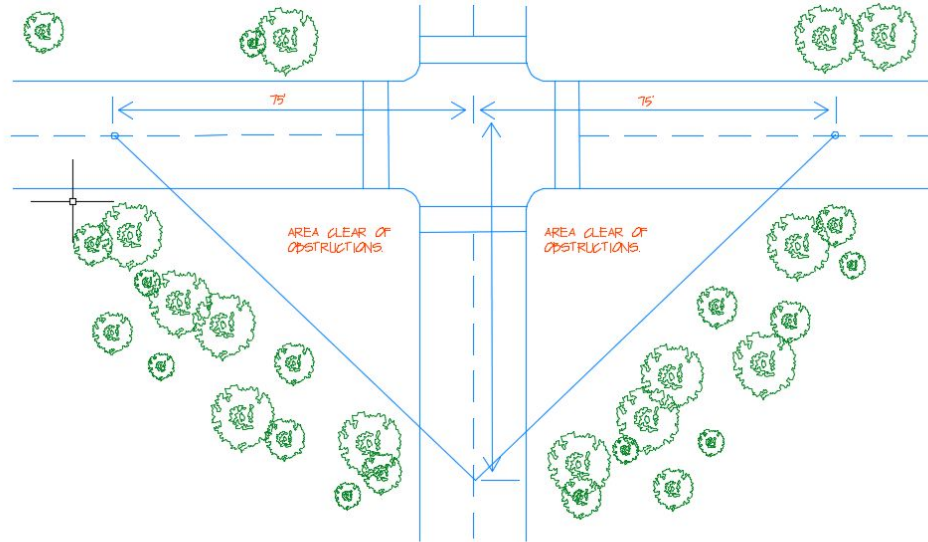 75'
75'
AREA CLEAR OF
OBSTRUCTIONS.
AREA CLEAR OF
OBSTRUCTIONS.